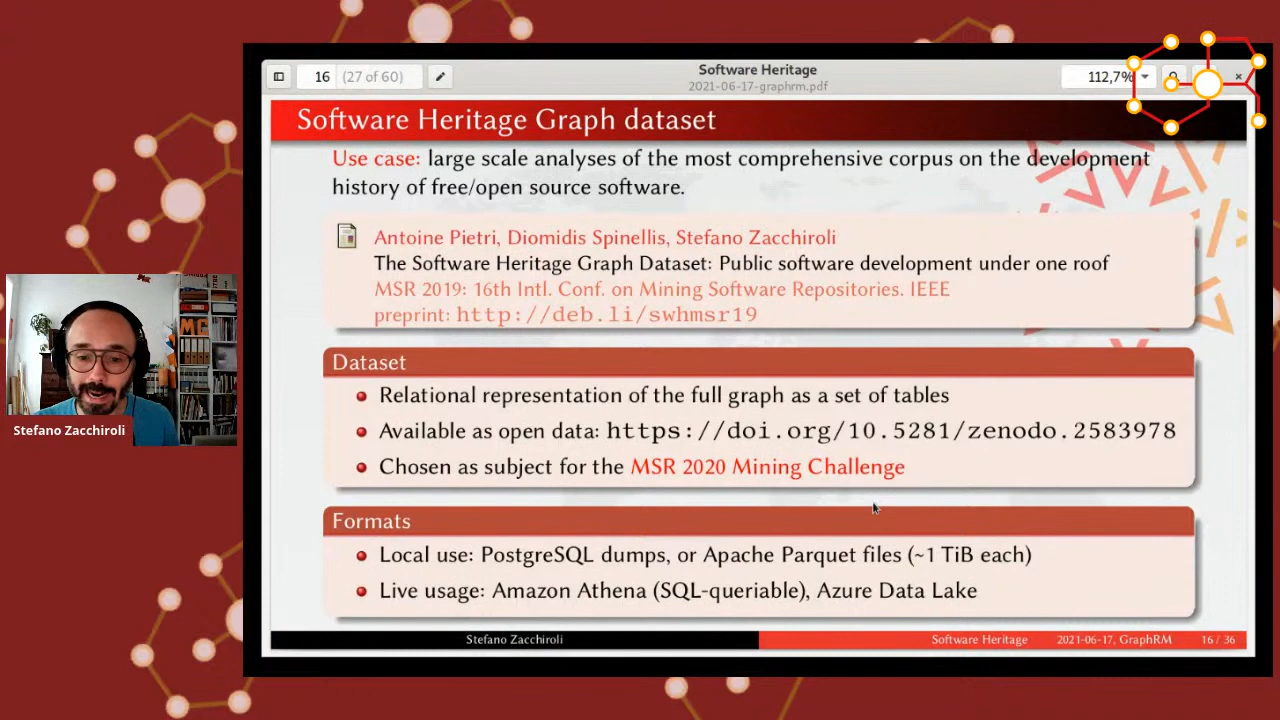 16 (27 of 60)
Software Heritage
2021-06-17-graphrm.pdf
112,7%
Software Heritage Graph dataset
Use case: large scale analyses of the most comprehensive corpus on the development
history of free/open source software.
Antoine Pietri, Diomidis Spinellis, Stefano Zacchiroli
The Software Heritage Graph Dataset: Public software development under one roof
MSR 2019: 16th Intl. Conf. on Mining Software Repositories. IEEE
preprint: http://deb.li/swhmsr19
Dataset
Relational representation of the full graph as a set of tables
Available as open data: https://doi.org/10.5281/zenodo.2583978
Chosen as subject for the MSR 2020 Mining Challenge
Formats
Local use: PostgreSQL dumps, or Apache Parquet files (~1 TiB each)
Live usage: Amazon Athena (SQL-queriable), Azure Data Lake
Stefano Zacchiroli
Software Heritage 2021-06-17, GraphRM 16 / 36
MG
Stefano Zacchiroli